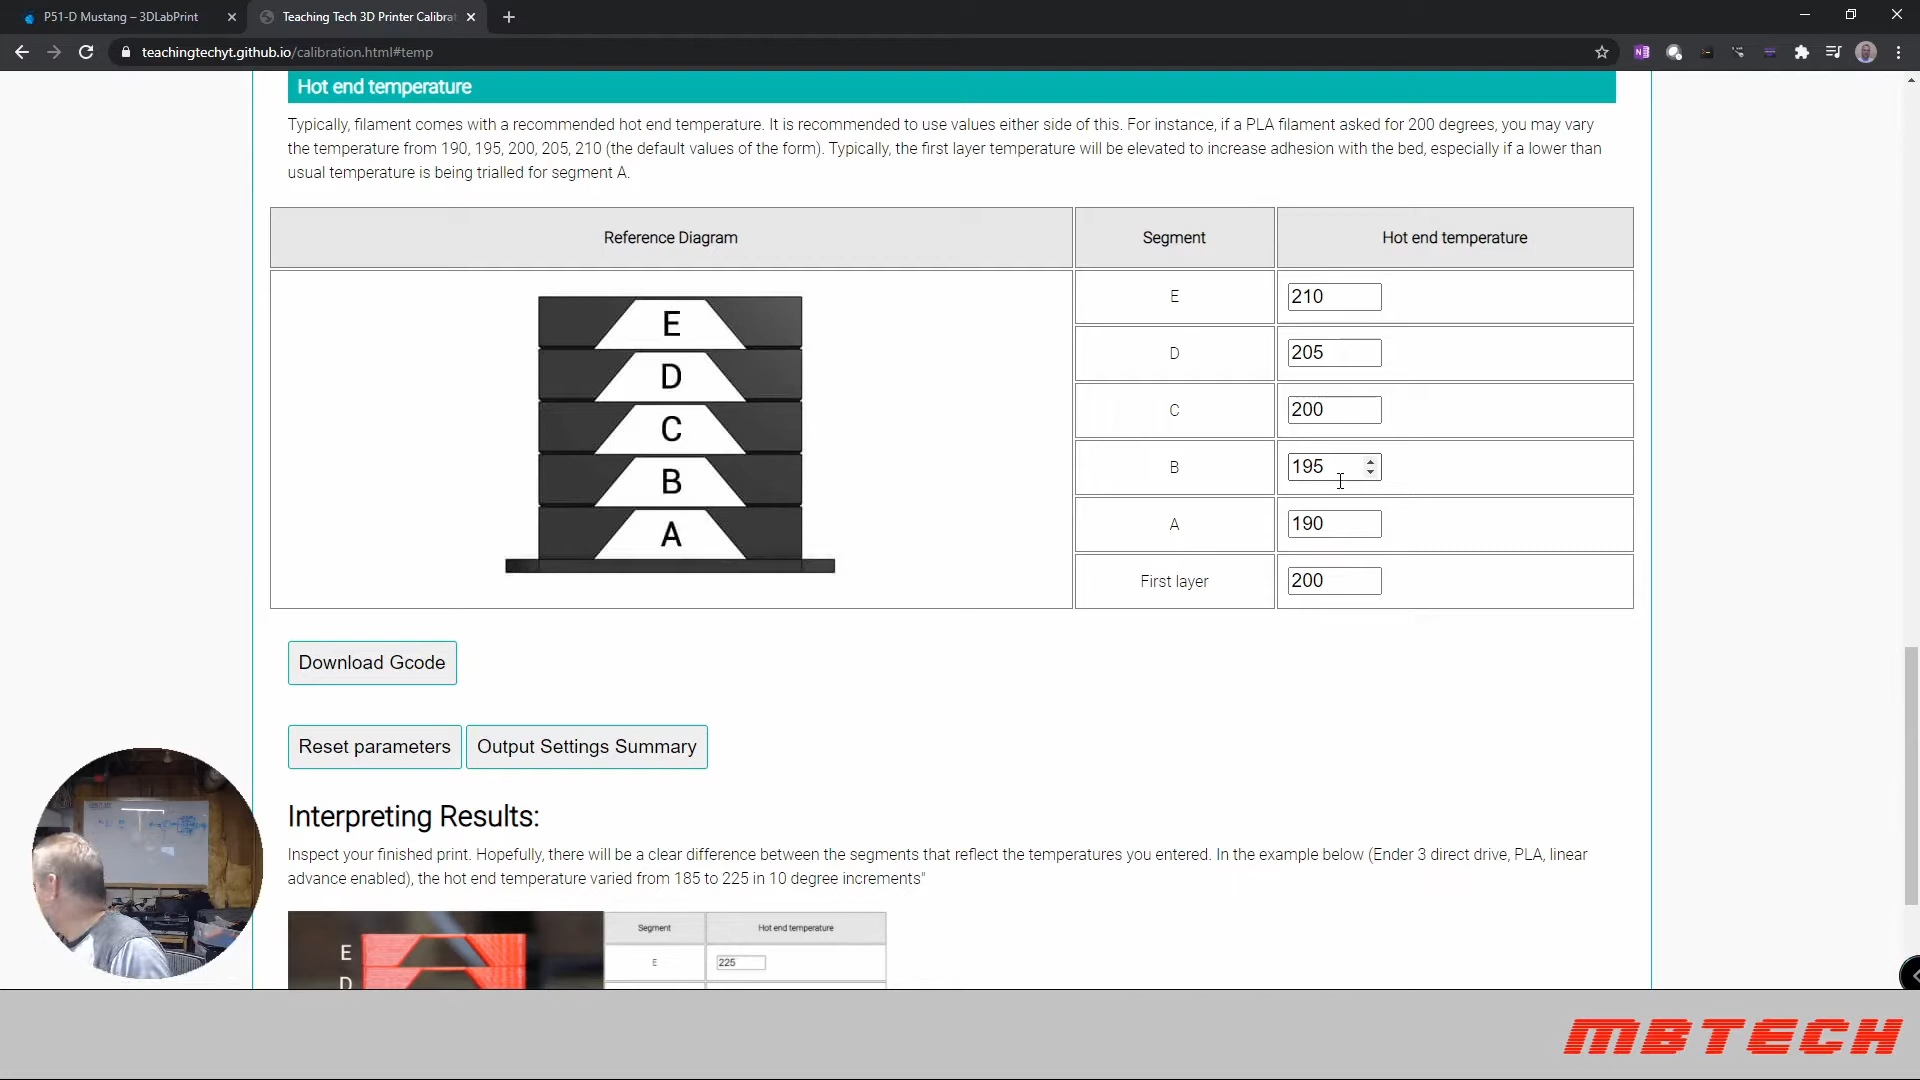 P51-D Mustang – 3DLabPrint
Teaching Tech 3D Printer Calibrat
teachingtechyt.github.io/calibration.html#temp
Hot end temperature
Typically, filament comes with a recommended hot end temperature. It is recommended to use values either side of this. For instance, if a PLA filament asked for 200 degrees, you may vary
the temperature from 190, 195, 200, 205, 210 (the default values of the form). Typically, the first layer temperature will be elevated to increase adhesion with the bed, especially if a lower than
usual temperature is being trialled for segment A.
Reference Diagram
Segment
Hot end temperature
E
D
C
B
A
E
210
D
205
C
200
B
195
A
190
First layer
200
Download Gcode
Reset parameters
Output Settings Summary
Interpreting Results:
Inspect your finished print. Hopefully, there will be a clear difference between the segments that reflect the temperatures you entered. In the example below (Ender 3 direct drive, PLA, linear
advance enabled), the hot end temperature varied from 185 to 225 in 10 degree increments"
E
D
Segment
Hot end temperature
E
225
MBTECH